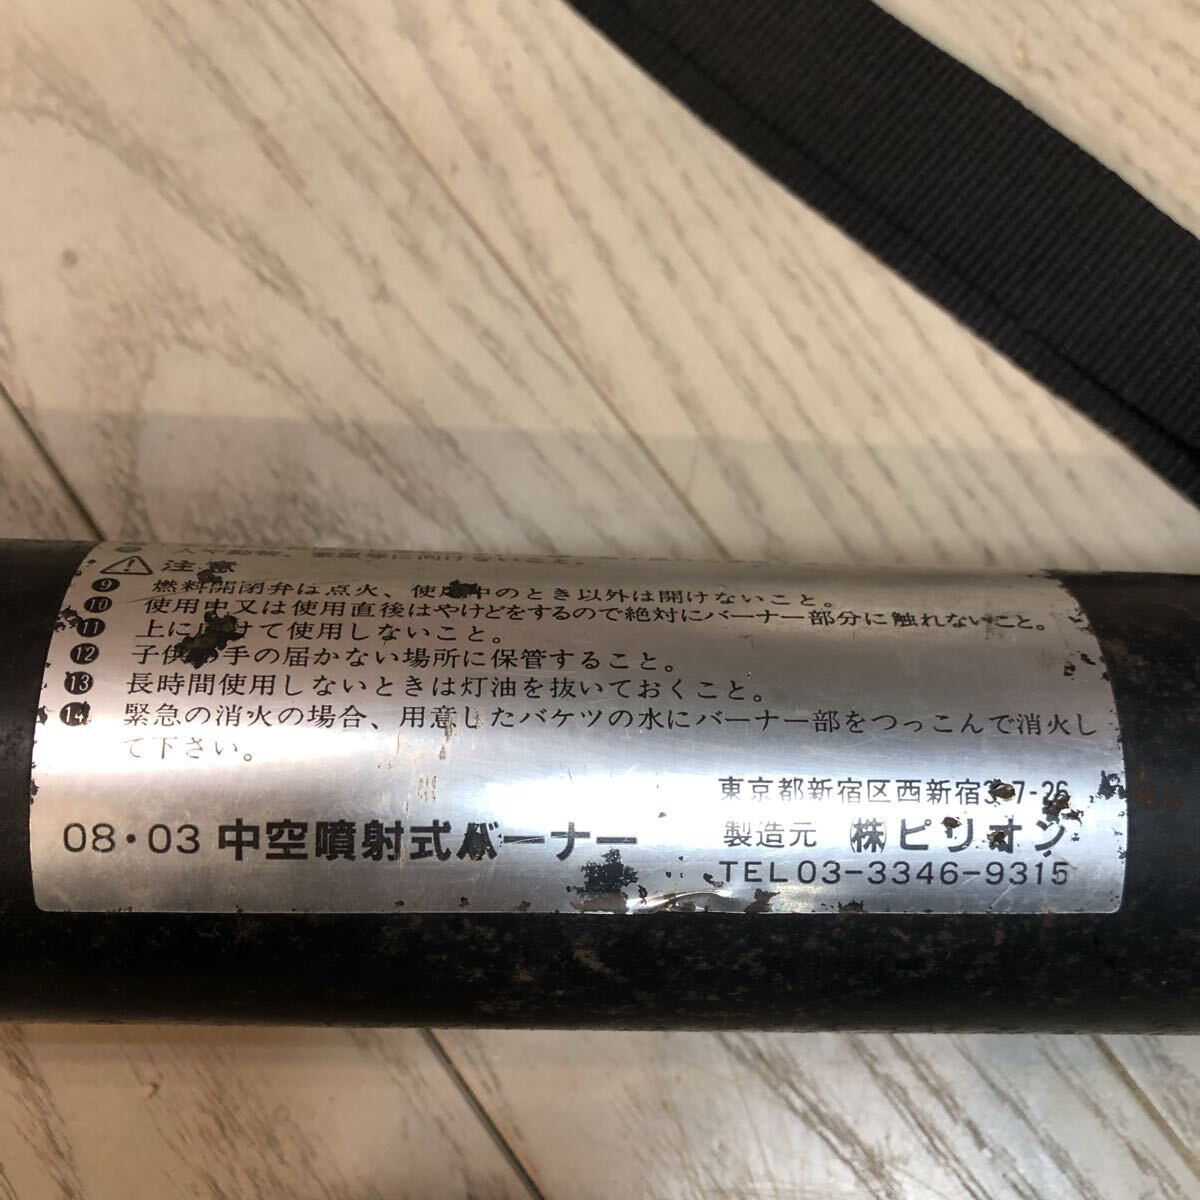 ⚠ 注意
❾ 燃料開閉弁は点火、使用中のとき以外は開けないこと。
❿ 使用中又は使用直後はやけどをするので絶対にバーナー部分に触れないこと。
⓫ 上に向けて使用しないこと。
⓬ 子供の手の届かない場所に保管すること。
⓭ 長時間使用しないときは灯油を抜いておくこと。
⓮ 緊急の消火の場合、用意したバケツの水にバーナー部をつっこんで消火し
て下さい。
東京都新宿区西新宿3-7-26
08・03 中空噴射式バーナー
製造元 ㈱ピリオン
TEL03-3346-9315